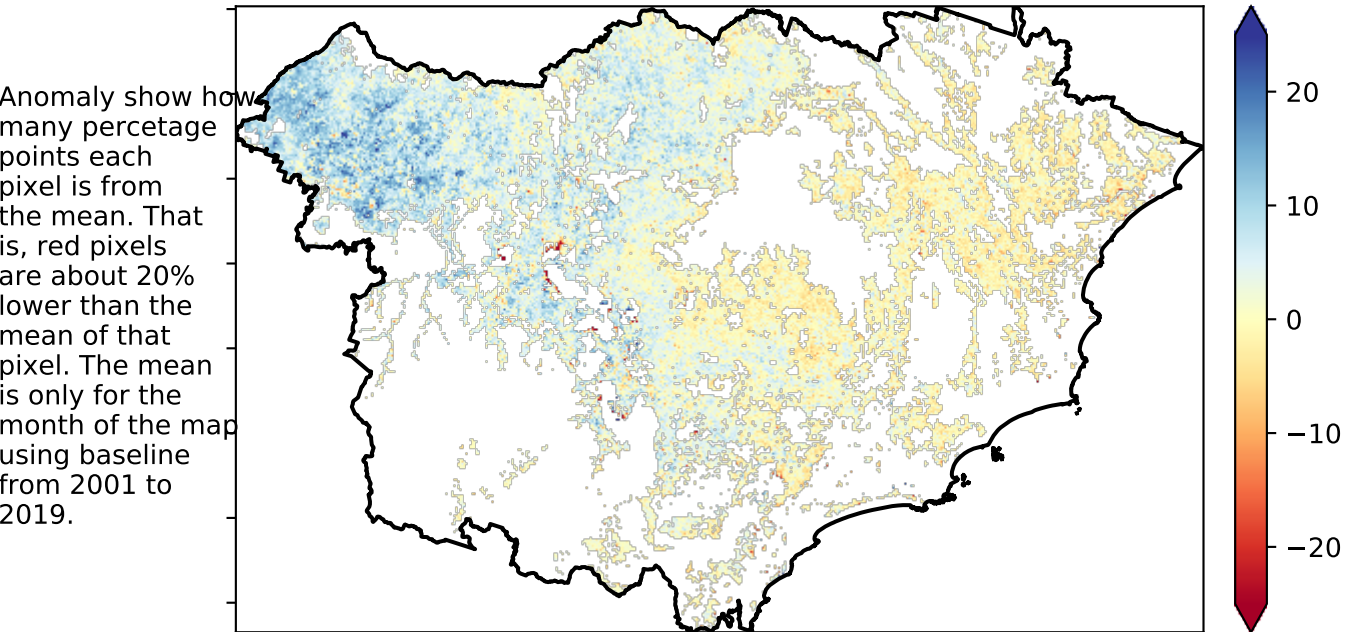 Anomaly show how
many percetage
points each
pixel is from
the mean. That
is, red pixels
are about 20%
lower than the
mean of that
pixel. The mean
is only for the
month of the map
using baseline
from 2001 to
2019.
20
10
0
−10
−20